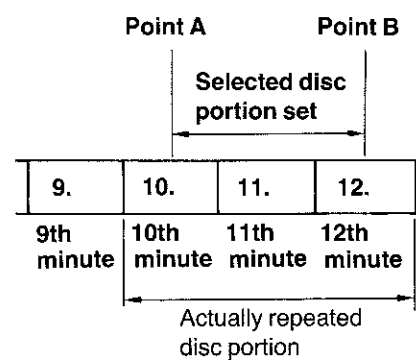 Point A Point B
Selected disc
portion set
9. 10. 11. 12.
9th 10th 11th 12th
minute minute minute minute
Actually repeated
disc portion